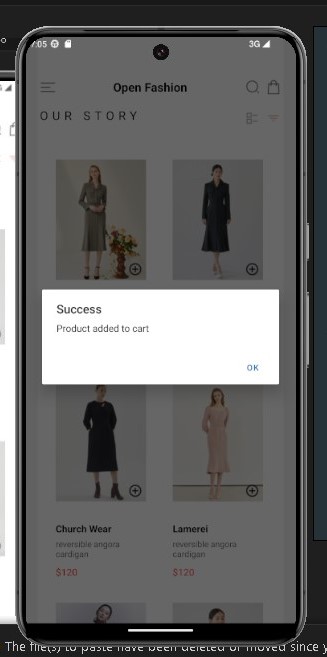 7:05
3G
Open Fashion
OUR STORY
Success
Product added to cart
OK
Church Wear
Lamerei
reversible angora
cardigan
reversible angora
cardigan
$120
$120
The file(s) to paste have been deleted or moved since